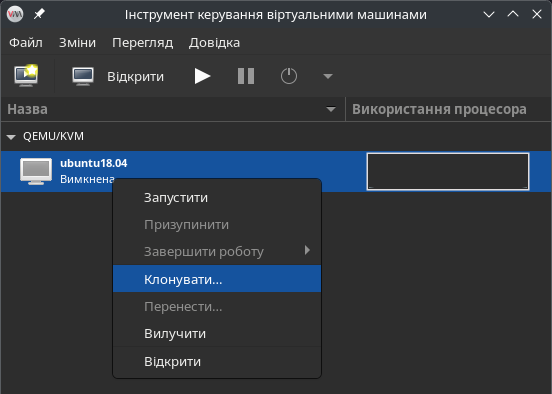 Інструмент керування віртуальними машинами
Файл Зміни Перегляд Довідка
Відкрити
Назва Використання процесора
QEMU/KVM
ubuntu18.04
Вимкнена
Запустити
Призупинити
Завершити роботу
Клонувати...
Перенести...
Вилучити
Відкрити